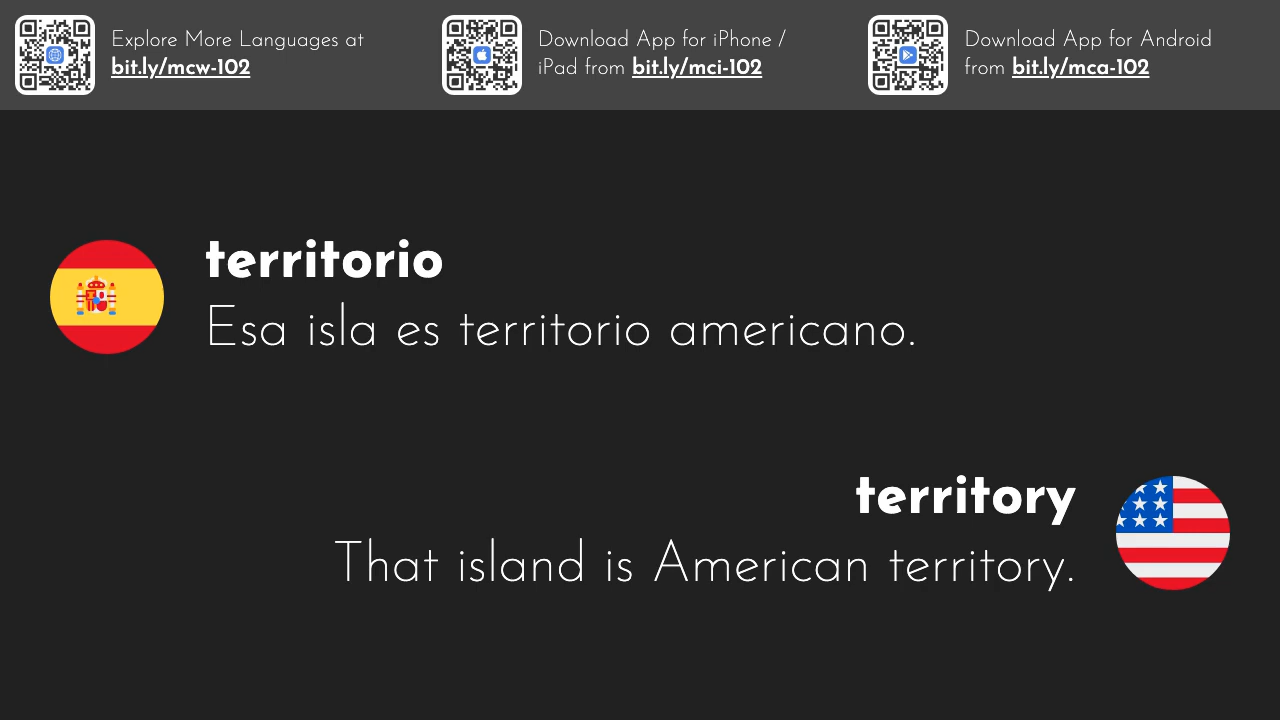 Explore More Languages at
bit.ly/mcw-102
Download App for iPhone /
iPad from bit.ly/mci-102
Download App for Android
from bit.ly/mca-102
territorio
Esa isla es territorio americano.
territory
That island is American territory.